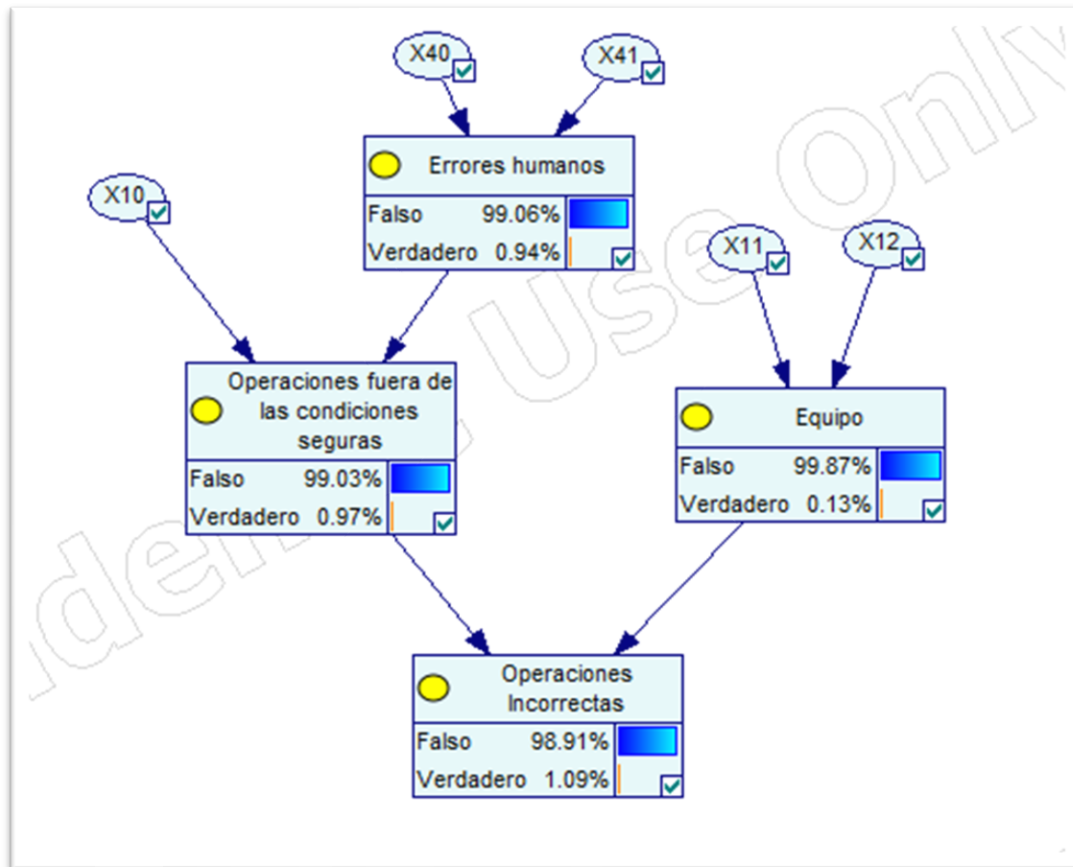 X40
X41
Errores humanos
Falso 99.06%
Verdadero 0.94%
X10
X11
X12
Operaciones fuera de
las condiciones
seguras
Falso 99.03%
Verdadero 0.97%
Equipo
Falso 99.87%
Verdadero 0.13%
Operaciones
Incorrectas
Falso 98.91%
Verdadero 1.09%
Use Only